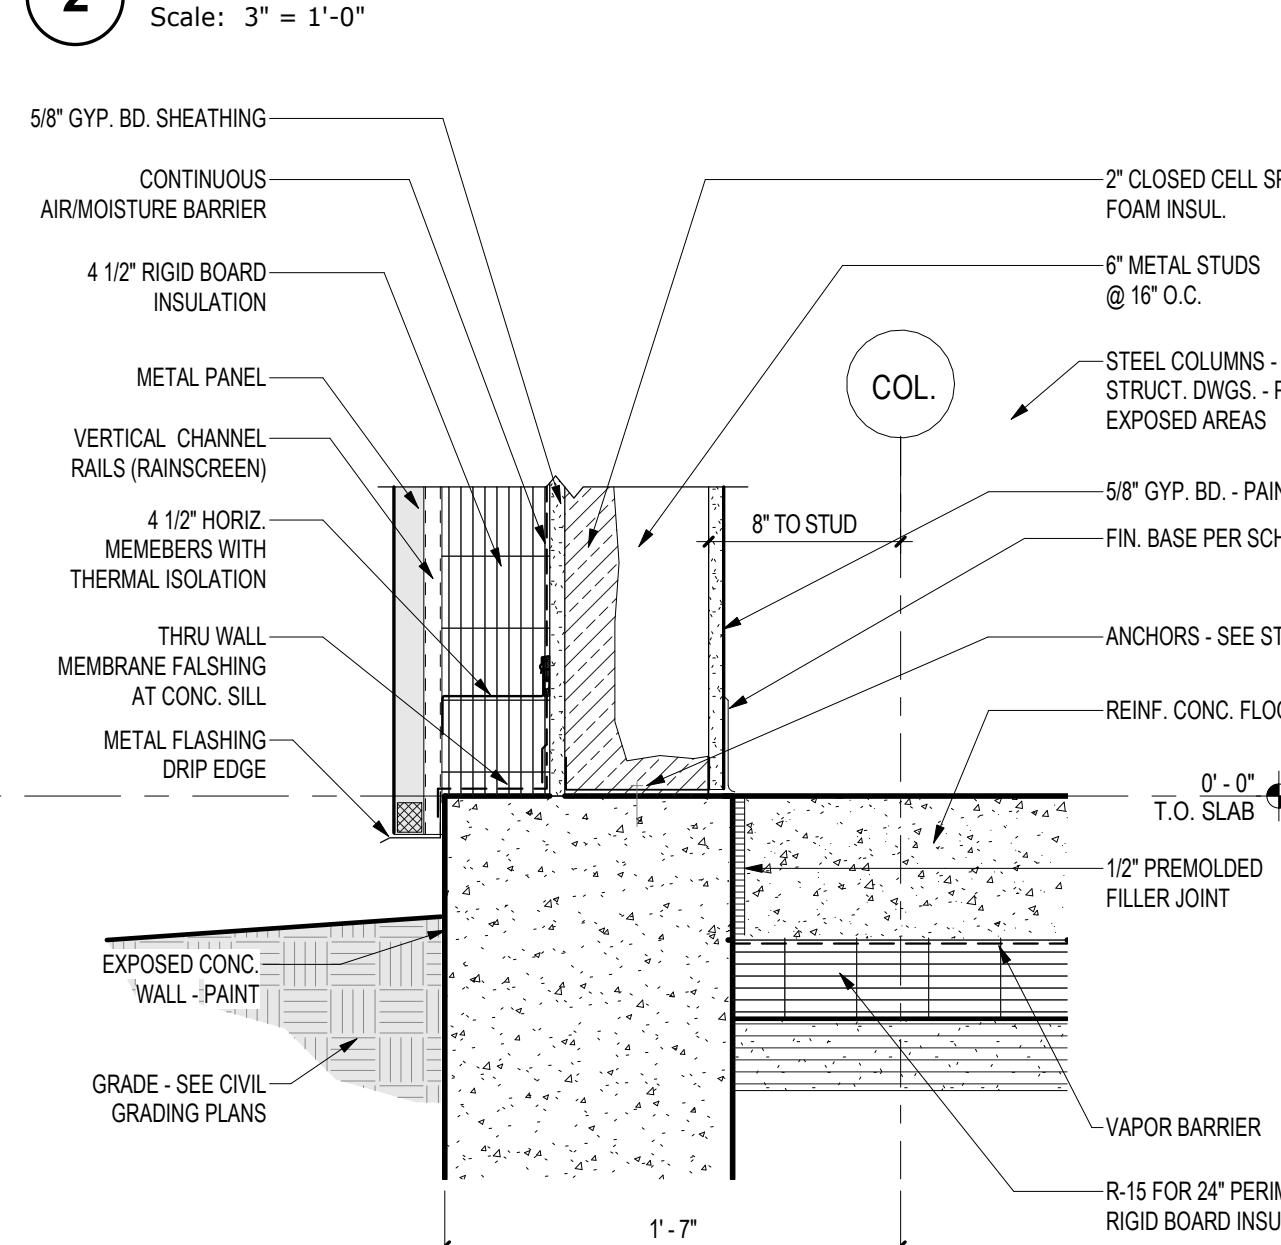 2
Scale: 3" = 1'-0"
5/8" GYP. BD. SHEATHING
CONTINUOUS
AIR/MOISTURE BARRIER
4 1/2" RIGID BOARD
INSULATION
METAL PANEL
VERTICAL CHANNEL
RAILS (RAINSCREEN)
4 1/2" HORIZ.
MEMEBERS WITH
THERMAL ISOLATION
THRU WALL
MEMBRANE FALSHING
AT CONC. SILL
METAL FLASHING
DRIP EDGE
EXPOSED CONC.
WALL - PAINT
GRADE - SEE CIVIL
GRADING PLANS
COL.
8" TO STUD
1' - 7"
2" CLOSED CELL
FOAM INSUL.
6" METAL STUDS
@ 16" O.C.
STEEL COLUMNS -
STRUCT. DWGS. -
EXPOSED AREAS
5/8" GYP. BD. -
FIN. BASE PER
ANCHORS - SEE
REINF. CONC.
0' - 0"
T.O. SLAB
1/2" PREMOLDED
FILLER JOINT
VAPOR BARRIER
R-15 FOR 24"
RIGID BOARD